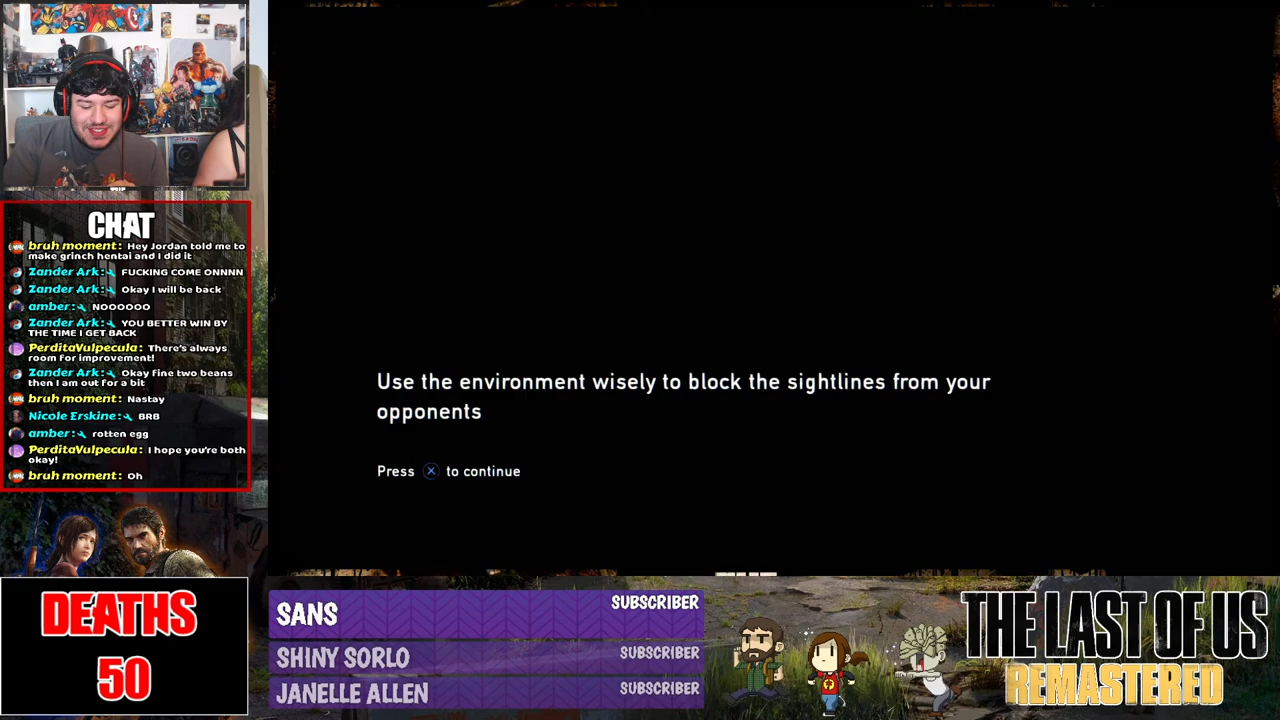 CHAT
bruh moment: Hey Jordan told me to
make grinch hentai and I did it
Zander Ark: FUCKING COME ONNNN
Zander Ark: Okay I will be back
amber: NOOOOOO
Zander Ark: YOU BETTER WIN BY
THE TIME I GET BACK
PerditaVulpecula: There's always
room for improvement!
Zander Ark: Okay fine two beans
then I am out for a bit
bruh moment: Nastay
Nicole Erskine: BRB
amber: rotten egg
PerditaVulpecula: I hope you're both
okay!
bruh moment: Oh
Use the environment wisely to block the sightlines from your
opponents
Press X to continue
DEATHS
50
SANS SUBSCRIBER
SHINY SORLO SUBSCRIBER
JANELLE ALLEN SUBSCRIBER
THE LAST OF US
REMASTERED